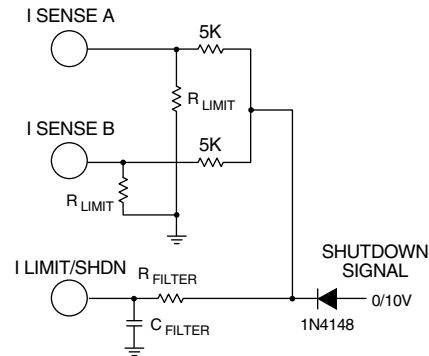 I SENSE A
5K
R LIMIT
I SENSE B
5K
R LIMIT
I LIMIT/SHDN
R FILTER
C FILTER
SHUTDOWN
SIGNAL
0/10V
1N4148